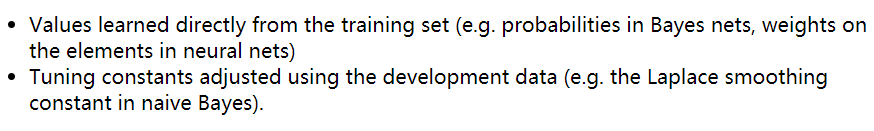 • Values learned directly from the training set (e.g. probabilities in Bayes nets, weights on
the elements in neural nets)
• Tuning constants adjusted using the development data (e.g. the Laplace smoothing
constant in naive Bayes).